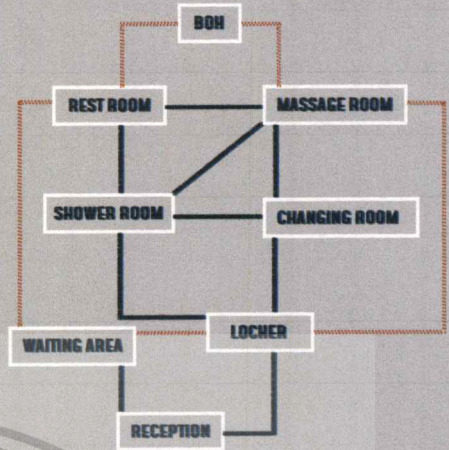 BOH
REST ROOM
MASSAGE ROOM
SHOWER ROOM
CHANGING ROOM
LOCHER
WAITING AREA
RECEPTION